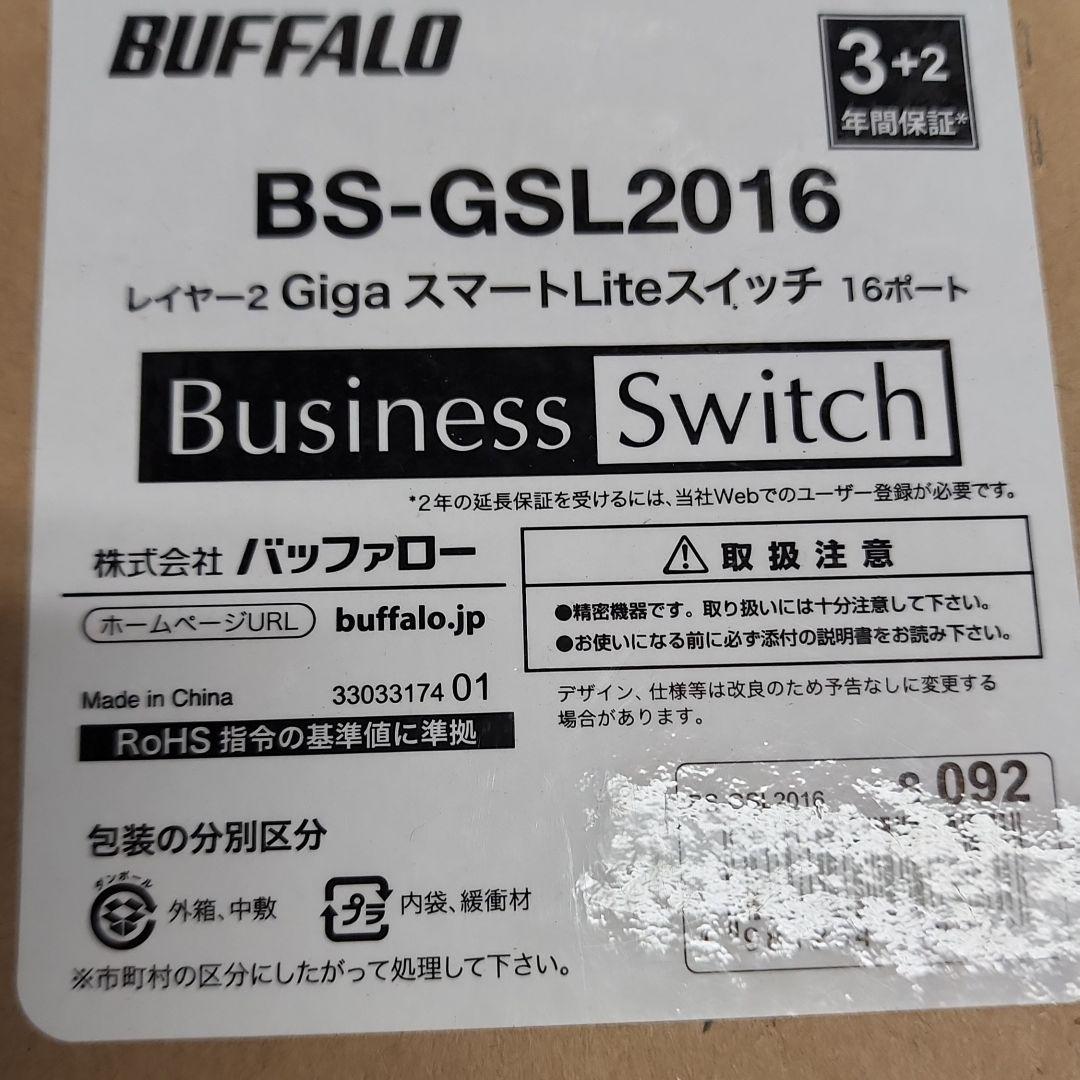 BUFFALO
3+2
年間保証*
BS-GSL2016
レイヤー2 Giga スマートLiteスイッチ 16ポート
Business Switch
*2年の延長保証を受けるには、当社Webでのユーザー登録が必要です。
株式会社 バッファロー
ホームページURL buffalo.jp
Made in China 33033174 01
RoHS 指令の基準値に準拠
取扱注意
●精密機器です。取り扱いには十分注意して下さい。
●お使いになる前に必ず添付の説明書をお読み下さい。
デザイン、仕様等は改良のため予告なしに変更する
場合があります。
BS-GSL2016 092
包装の分別区分
ダンボール
外箱、中敷
プラ
内袋、緩衝材
※市町村の区分にしたがって処理して下さい。